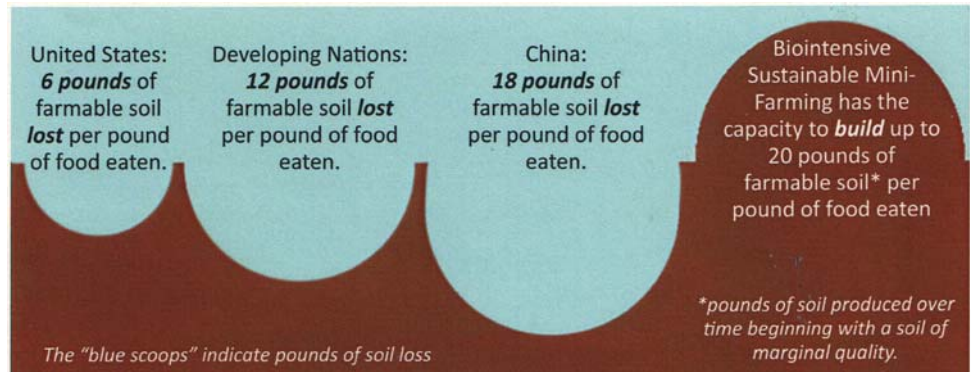 United States:
6 pounds of
farmable soil
lost per pound
of food eaten.
Developing Nations:
12 pounds of
farmable soil lost
per pound of food
eaten.
China:
18 pounds of
farmable soil lost
per pound of food
eaten.
Biointensive
Sustainable Mini-
Farming has the
capacity to build up to
20 pounds of
farmable soil* per
pound of food eaten
*pounds of soil produced over
time beginning with a soil of
marginal quality.
The "blue scoops" indicate pounds of soil loss